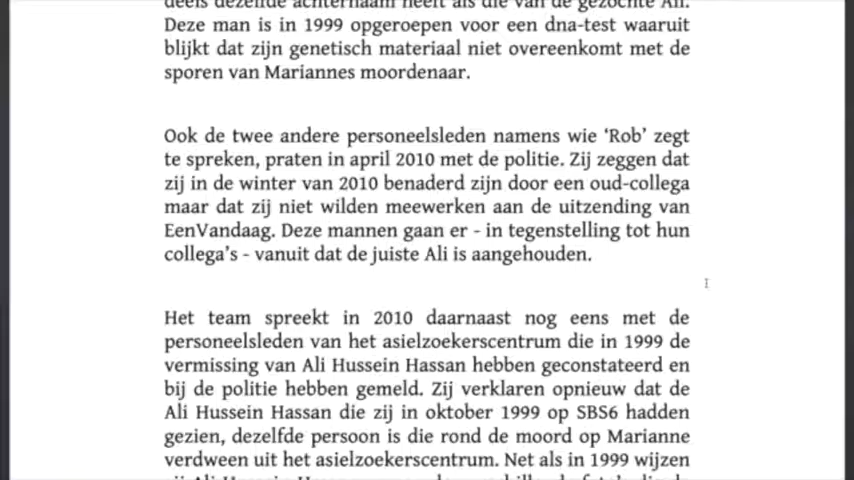 deels dezelfde achternaam heeft als die van de gezochte Ali.
Deze man is in 1999 opgeroepen voor een dna-test waaruit
blijkt dat zijn genetisch materiaal niet overeenkomt met de
sporen van Mariannes moordenaar.
Ook de twee andere personeelsleden namens wie ‘Rob’ zegt
te spreken, praten in april 2010 met de politie. Zij zeggen dat
zij in de winter van 2010 benaderd zijn door een oud-collega
maar dat zij niet wilden meewerken aan de uitzending van
EenVandaag. Deze mannen gaan er - in tegenstelling tot hun
collega’s - vanuit dat de juiste Ali is aangehouden.
Het team spreekt in 2010 daarnaast nog eens met de
personeelsleden van het asielzoekerscentrum die in 1999 de
vermissing van Ali Hussein Hassan hebben geconstateerd en
bij de politie hebben gemeld. Zij verklaren opnieuw dat de
Ali Hussein Hassan die zij in oktober 1999 op SBS6 hadden
gezien, dezelfde persoon is die rond de moord op Marianne
verdween uit het asielzoekerscentrum. Net als in 1999 wijzen
zij Ali Hussein